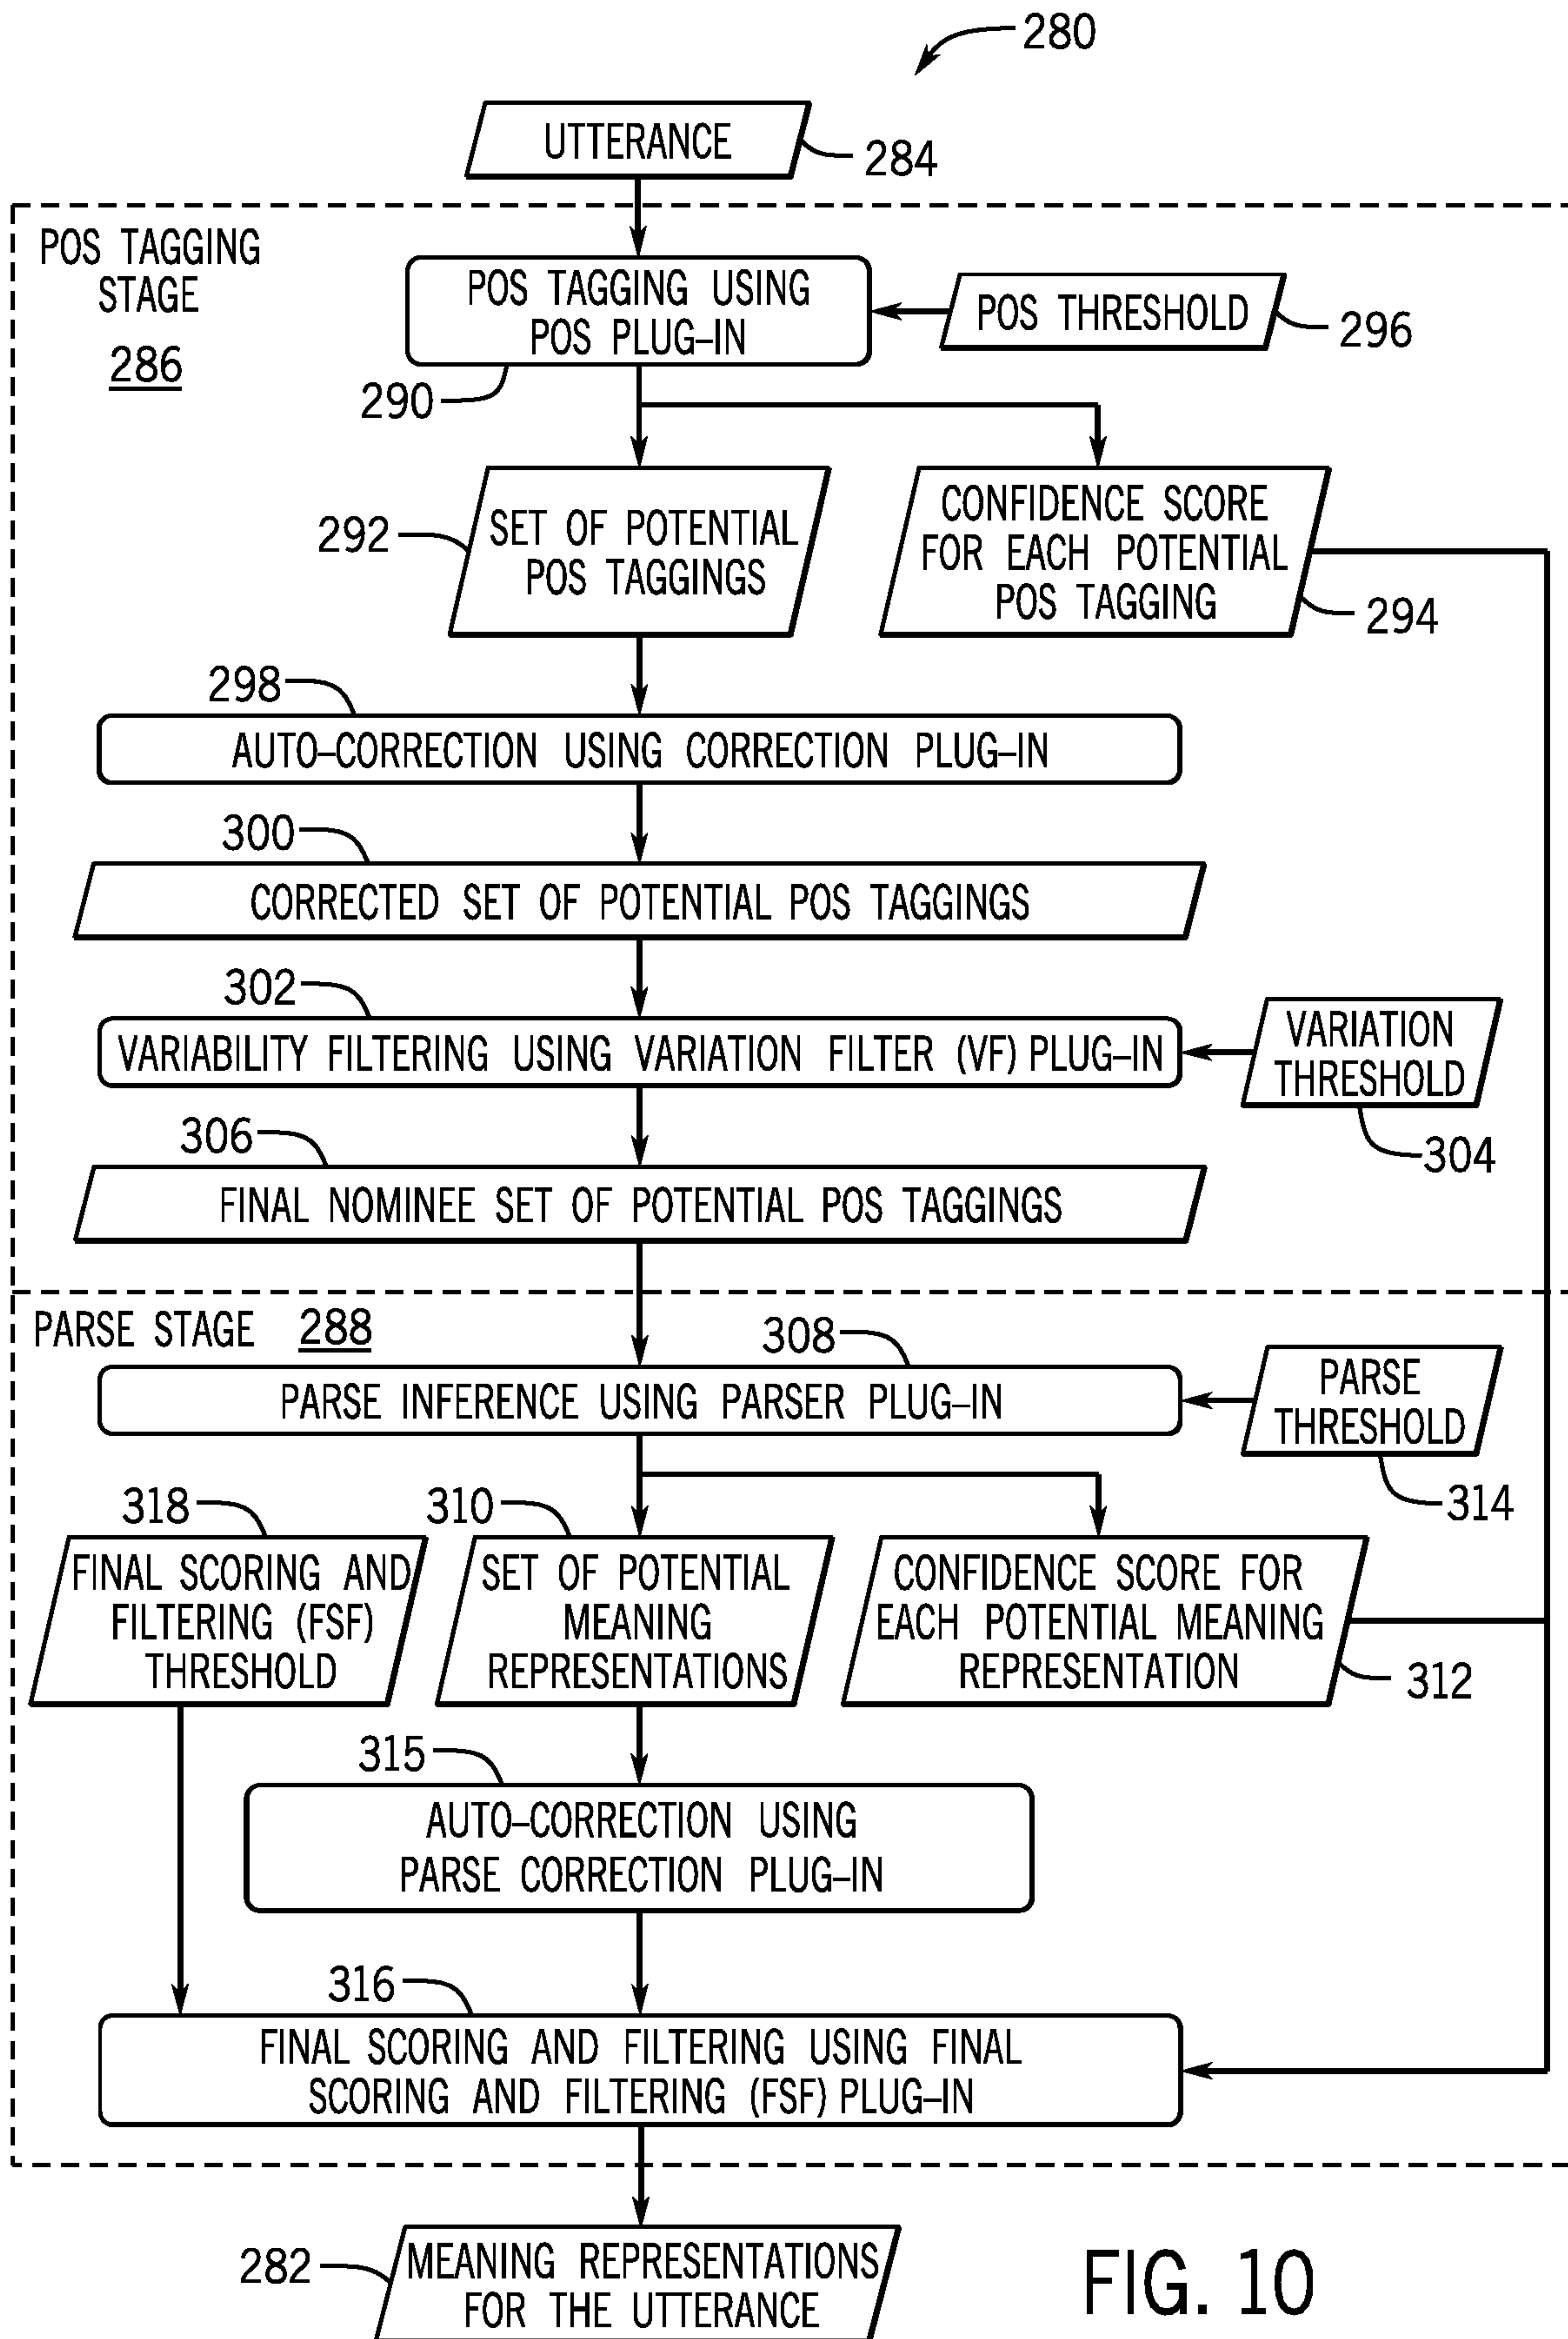 280
UTTERANCE
284
POS TAGGING
STAGE
286
POS TAGGING USING
POS PLUG-IN
290
POS THRESHOLD
296
292
SET OF POTENTIAL
POS TAGGINGS
CONFIDENCE SCORE
FOR EACH POTENTIAL
POS TAGGING
294
298
AUTO-CORRECTION USING CORRECTION PLUG-IN
300
CORRECTED SET OF POTENTIAL POS TAGGINGS
302
VARIABILITY FILTERING USING VARIATION FILTER (VF) PLUG-IN
VARIATION
THRESHOLD
304
306
FINAL NOMINEE SET OF POTENTIAL POS TAGGINGS
PARSE STAGE 288
308
PARSE INFERENCE USING PARSER PLUG-IN
PARSE
THRESHOLD
314
318
FINAL SCORING AND
FILTERING (FSF)
THRESHOLD
310
SET OF POTENTIAL
MEANING
REPRESENTATIONS
CONFIDENCE SCORE FOR
EACH POTENTIAL MEANING
REPRESENTATION
312
315
AUTO-CORRECTION USING
PARSE CORRECTION PLUG-IN
316
FINAL SCORING AND FILTERING USING FINAL
SCORING AND FILTERING (FSF) PLUG-IN
282
MEANING REPRESENTATIONS
FOR THE UTTERANCE
FIG. 10